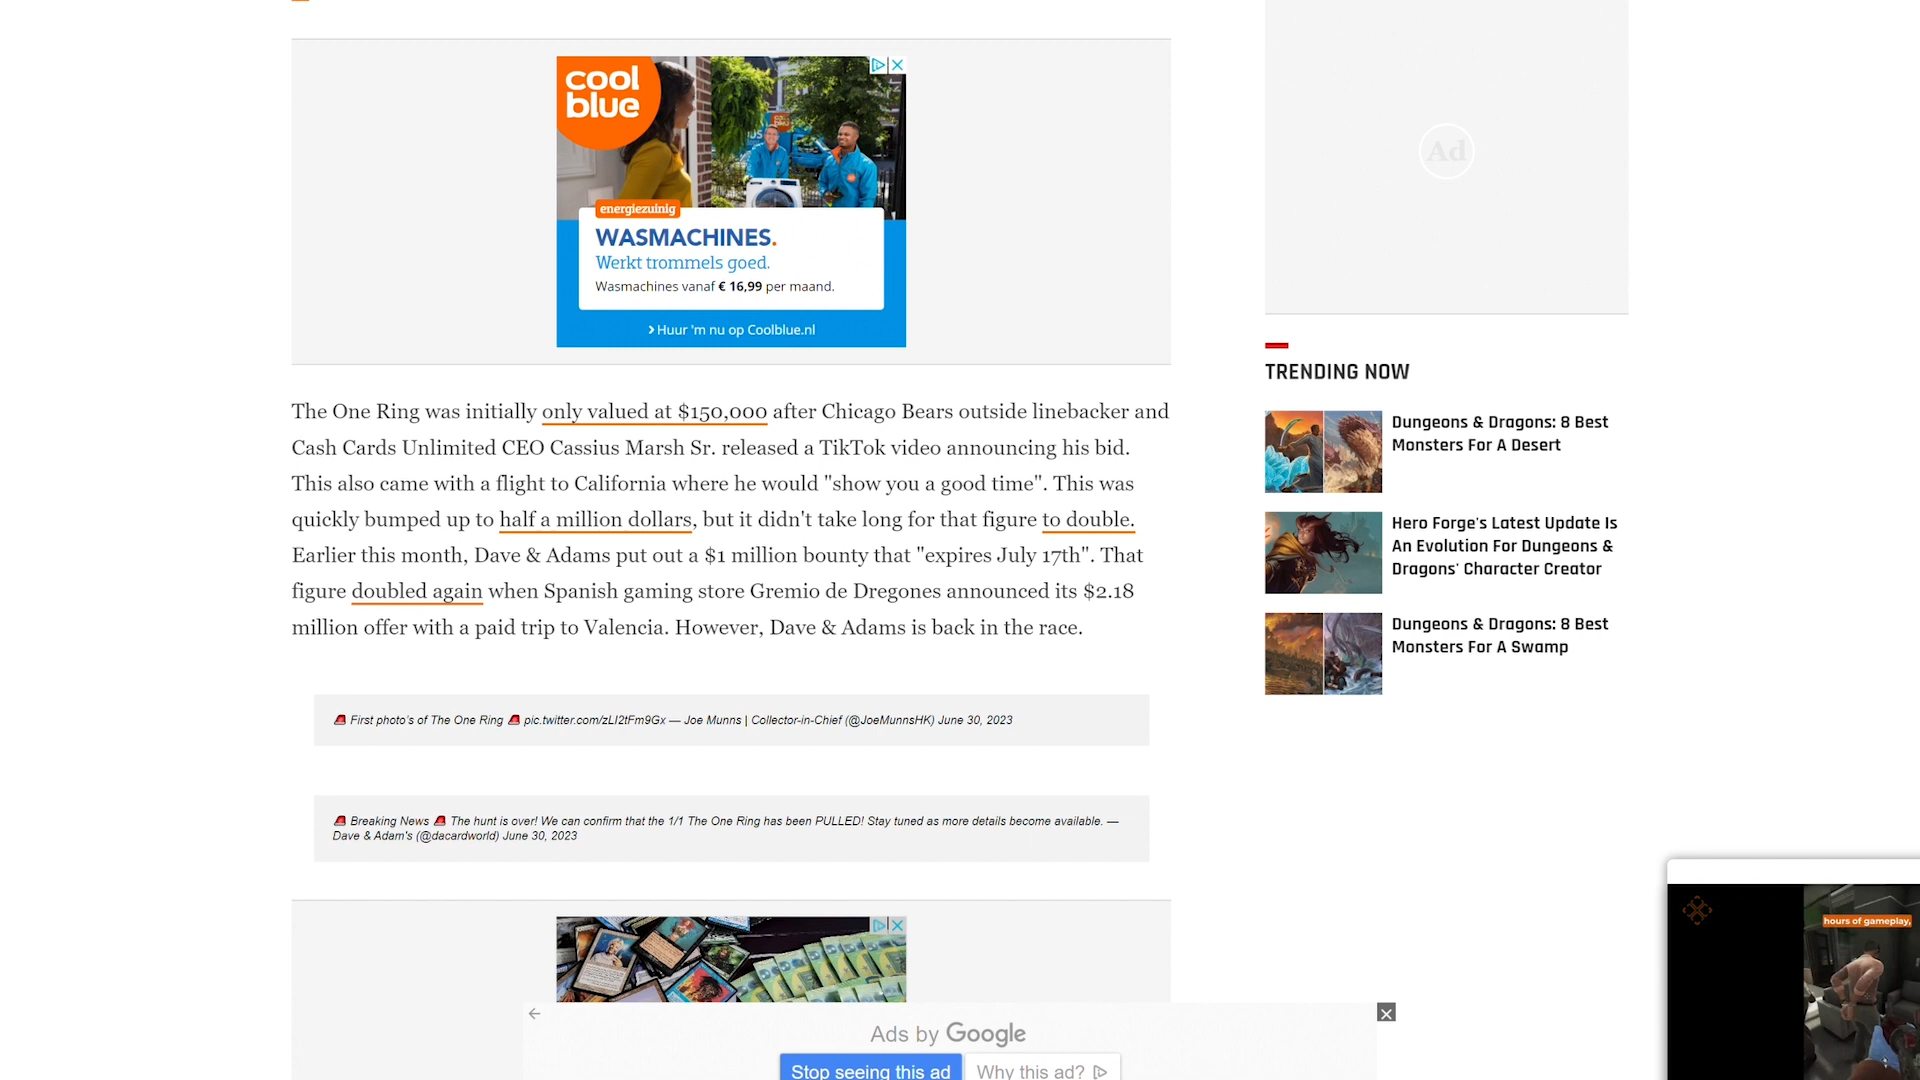 cool
blue
energiezuinig
WASMACHINES.
Werkt trommels goed.
Wasmachines vanaf € 16,99 per maand.
Huur 'm nu op Coolblue.nl
The One Ring was initially only valued at $150,000 after Chicago Bears outside linebacker and
Cash Cards Unlimited CEO Cassius Marsh Sr. released a TikTok video announcing his bid.
This also came with a flight to California where he would "show you a good time". This was
quickly bumped up to half a million dollars, but it didn't take long for that figure to double.
Earlier this month, Dave & Adams put out a $1 million bounty that "expires July 17th". That
figure doubled again when Spanish gaming store Gremio de Dregones announced its $2.18
million offer with a paid trip to Valencia. However, Dave & Adams is back in the race.
First photo's of The One Ring pic.twitter.com/zLI2tFm9Gx — Joe Munns | Collector-in-Chief (@JoeMunnsHK) June 30, 2023
Breaking News The hunt is over! We can confirm that the 1/1 The One Ring has been PULLED! Stay tuned as more details become available. —
Dave & Adam's (@dacardworld) June 30, 2023
Ads by Google
Stop seeing this ad
Why this ad?
Ad
TRENDING NOW
Dungeons & Dragons: 8 Best
Monsters For A Desert
Hero Forge's Latest Update Is
An Evolution For Dungeons &
Dragons' Character Creator
Dungeons & Dragons: 8 Best
Monsters For A Swamp
hours of gameplay,